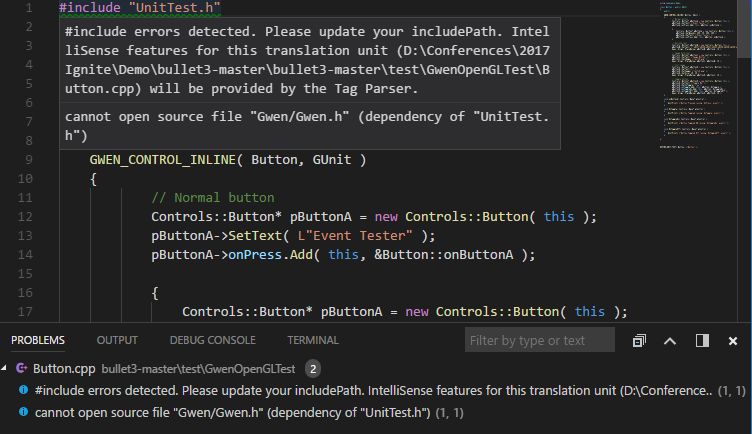 1 #include "UnitTest.h"
2
3 #include errors detected. Please update your includePath. Intel
4 liSense features for this translation unit (D:\Conferences\2017
5 Ignite\Demo\bullet3-master\bullet3-master\test\GwenOpenGLTest\B
6 utton.cpp) will be provided by the Tag Parser.
7 cannot open source file "Gwen/Gwen.h" (dependency of "UnitTest.
8 h")
9 GWEN_CONTROL_INLINE( Button, GUnit )
10 {
11 // Normal button
12 Controls::Button* pButtonA = new Controls::Button( this );
13 pButtonA->SetText( L"Event Tester" );
14 pButtonA->onPress.Add( this, &Button::onButtonA );
15
16 {
17 Controls::Button* pButtonA = new Controls::Button( this );
PROBLEMS OUTPUT DEBUG CONSOLE TERMINAL Filter by type or text
Button.cpp bullet3-master\test\GwenOpenGLTest 2
#include errors detected. Please update your includePath. IntelliSense features for this translation unit (D:\Conference.. (1, 1)
cannot open source file "Gwen/Gwen.h" (dependency of "UnitTest.h") (1, 1)